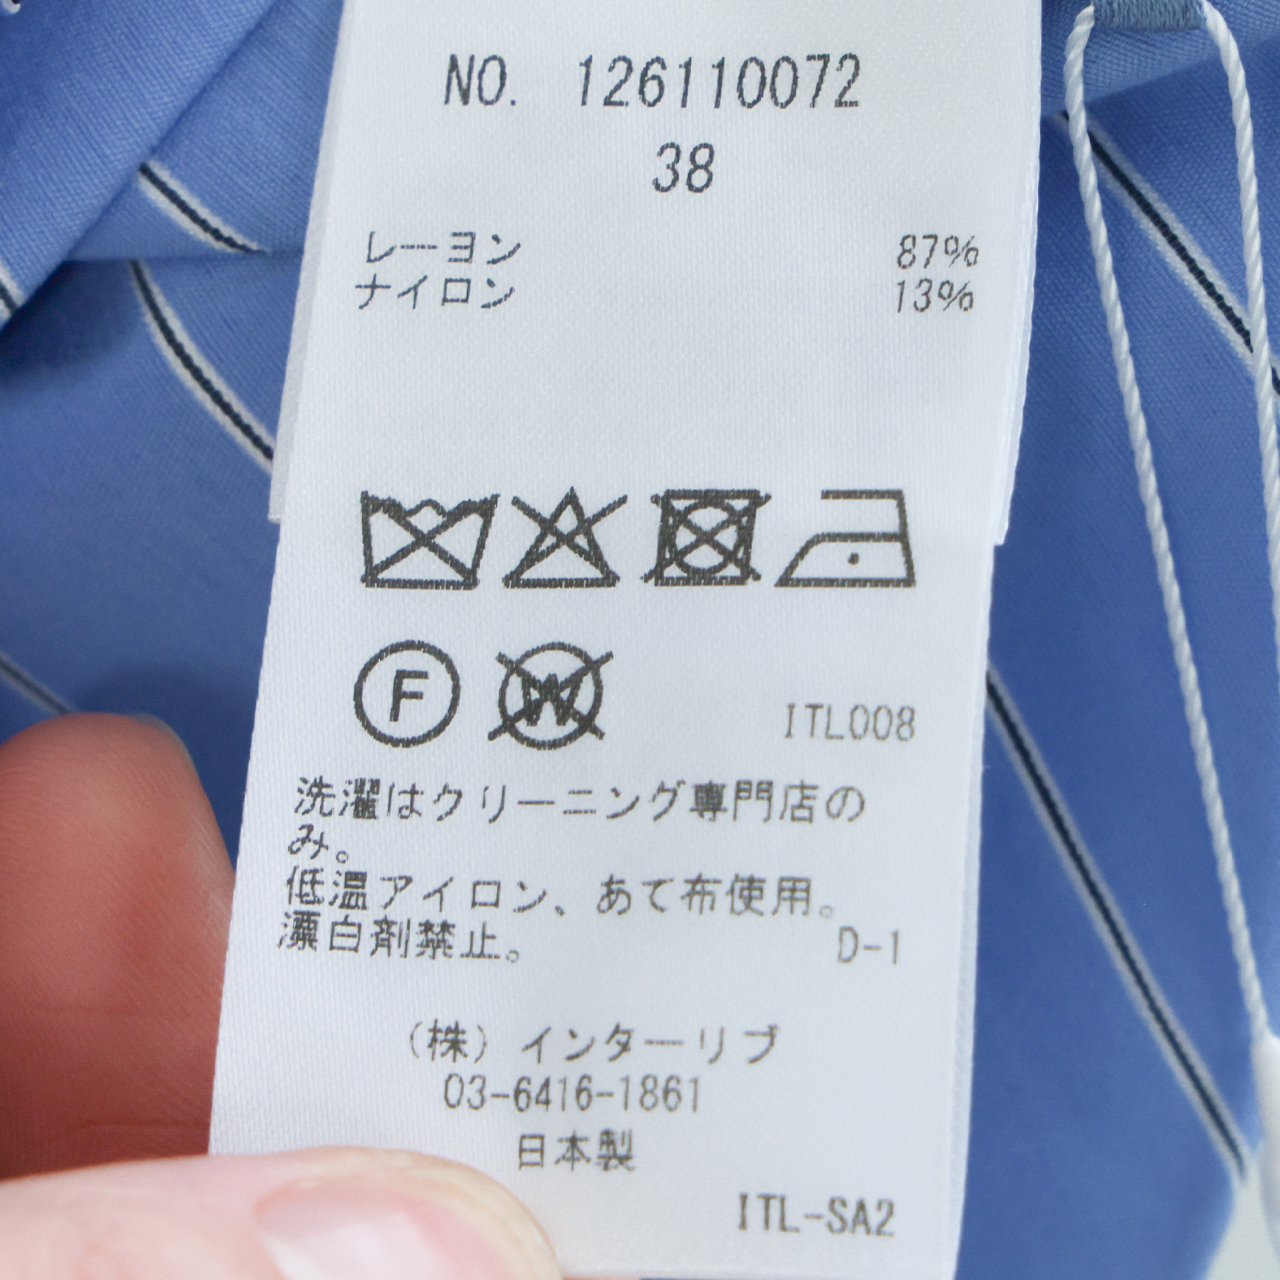 NO. 126110072
38
レーヨン 87%
ナイロン 13%
F W
ITL008
洗濯はクリーニング専門店の
み。
低温アイロン、あて布使用。
漂白剤禁止。 D-1
(株) インターリブ
03-6416-1861
日本製
ITL-SA2